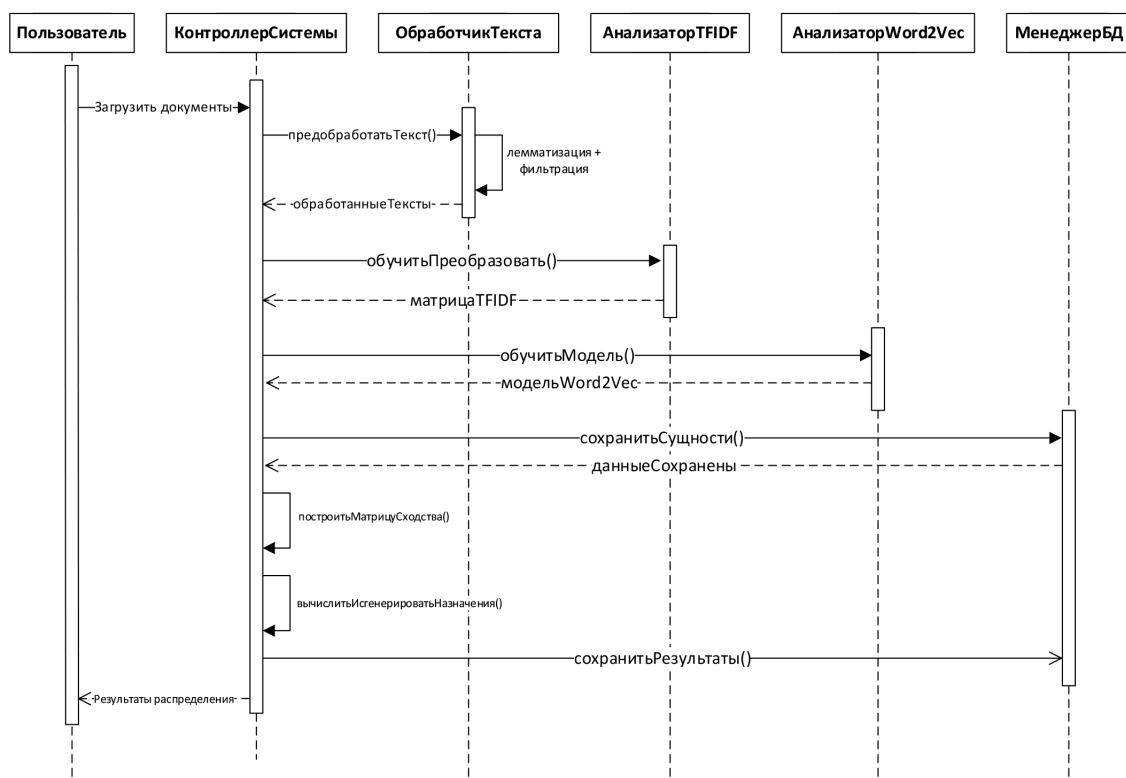 Пользователь
КонтроллерСистемы
ОбработчикТекста
АнализаторTFIDF
АнализаторWord2Vec
МенеджерБД
Загрузить документы
предобработатьТекст()
лемматизация +
фильтрация
обработанныеТексты
обучитьПреобразовать()
матрицаTFIDF
обучитьМодель()
модельWord2Vec
сохранитьСущности()
данныеСохранены
построитьМатрицуСходства()
вычислитьИсгенерироватьНазначения()
сохранитьРезультаты()
Результаты распределения